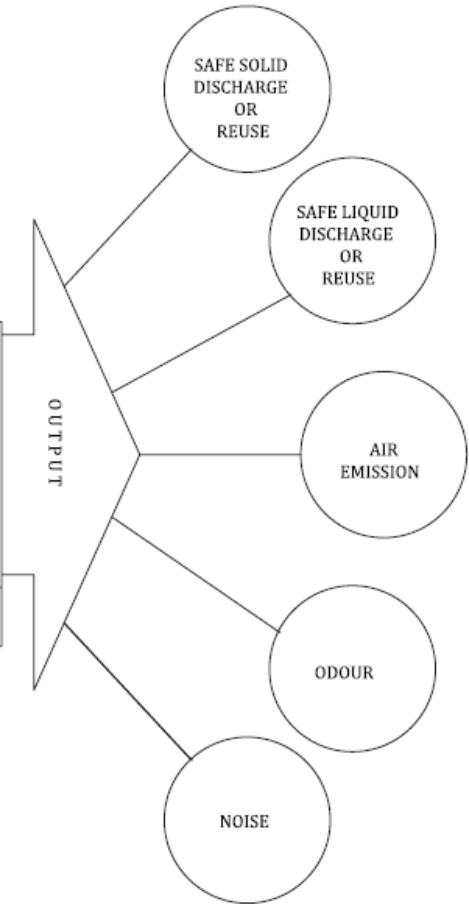 SAFE SOLID
DISCHARGE
OR
REUSE
SAFE LIQUID
DISCHARGE
OR
REUSE
OUTPUT
AIR
EMISSION
ODOUR
NOISE